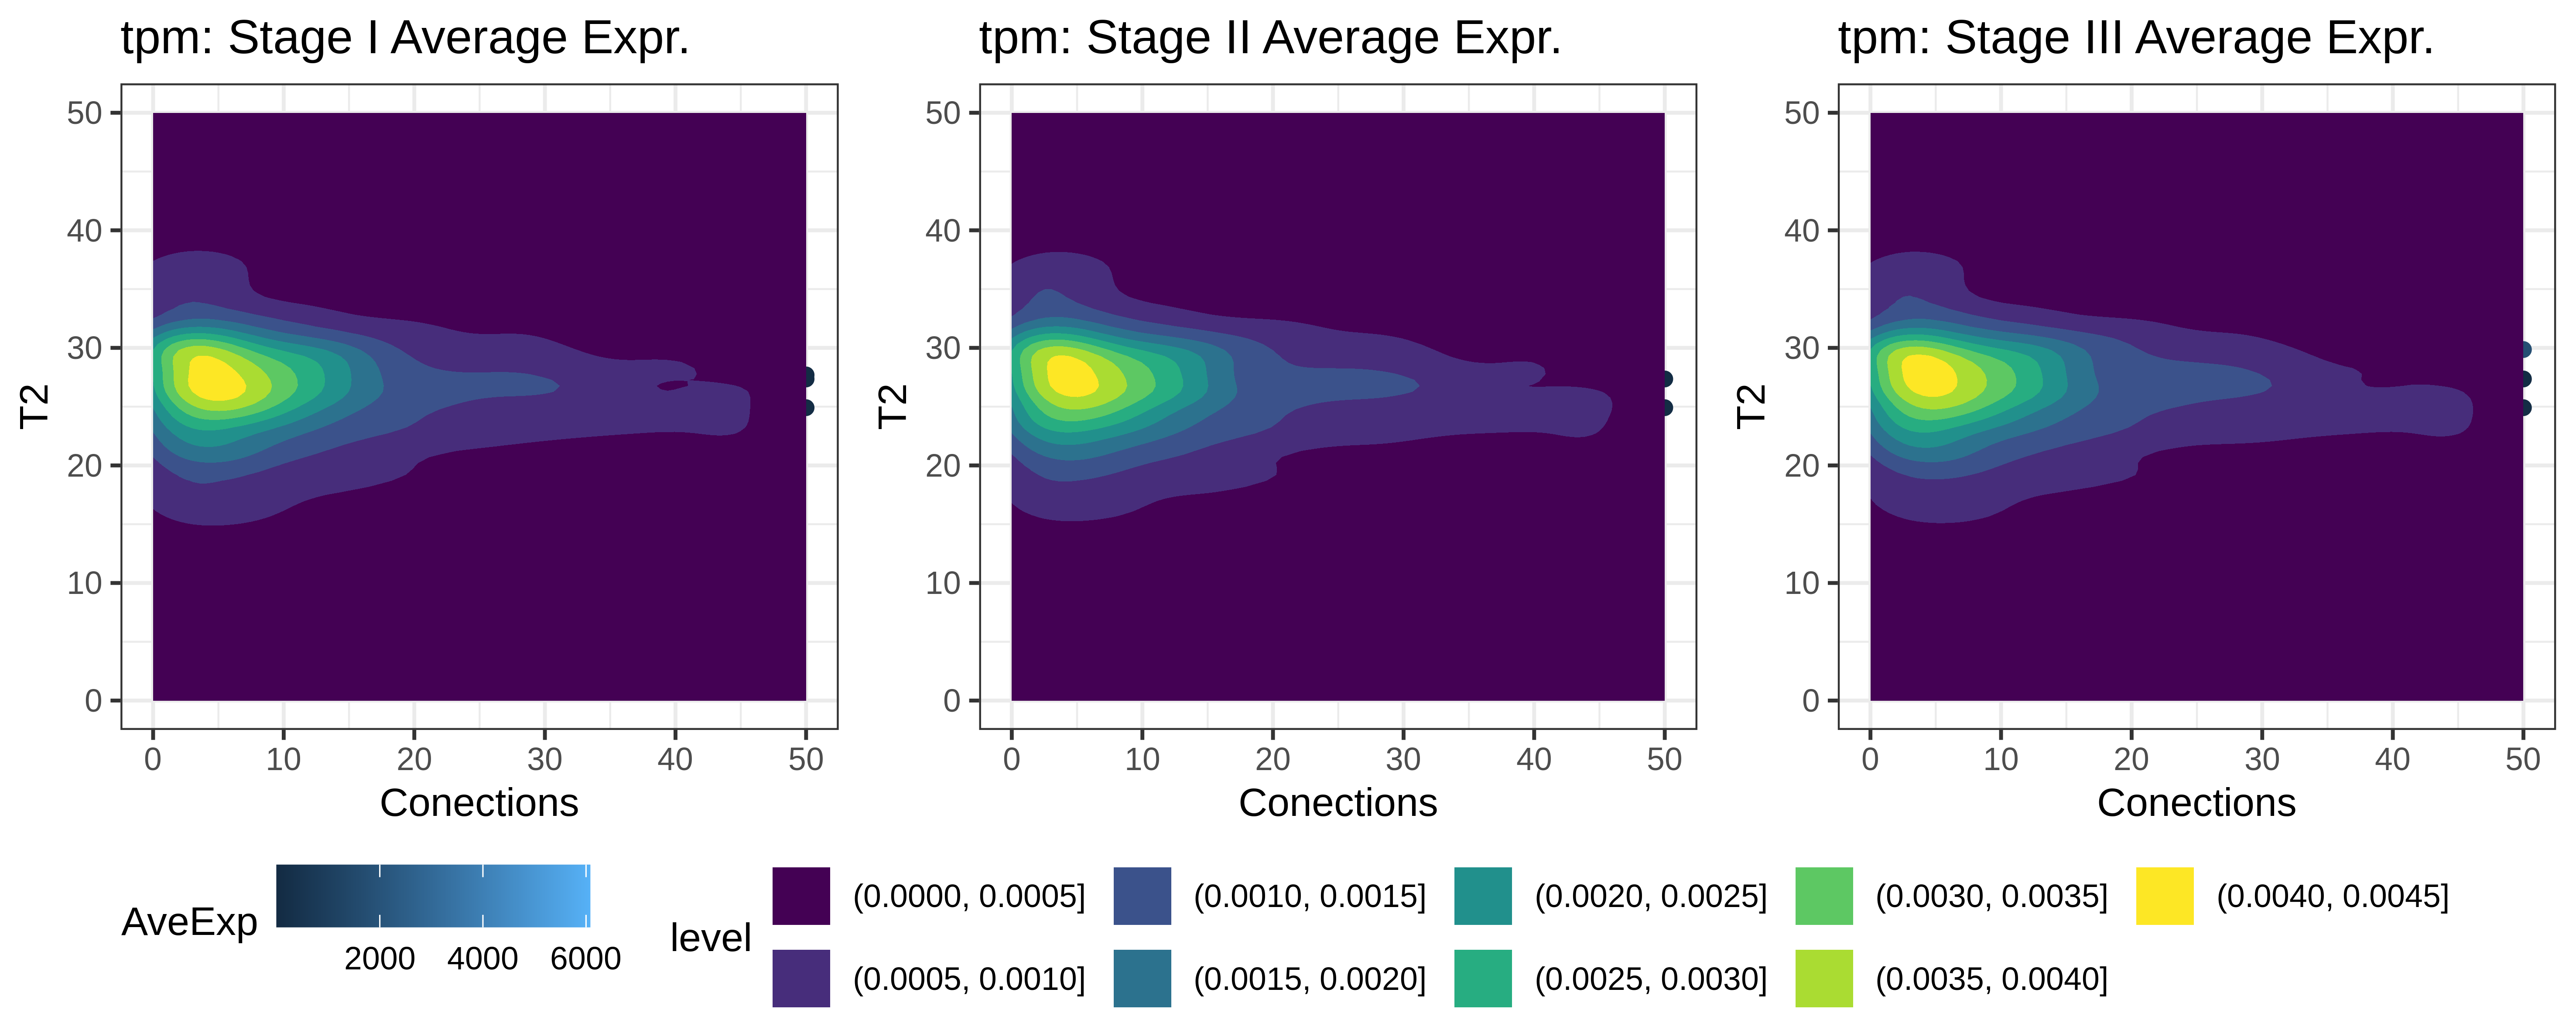 tpm: Stage I Average Expr.
tpm: Stage II Average Expr.
tpm: Stage III Average Expr.
T2
50
40
30
20
10
0
0 10 20 30 40 50
Conections
T2
50
40
30
20
10
0
0 10 20 30 40 50
Conections
T2
50
40
30
20
10
0
0 10 20 30 40 50
Conections
AveExp
2000 4000 6000
level
(0.0000, 0.0005]
(0.0005, 0.0010]
(0.0010, 0.0015]
(0.0015, 0.0020]
(0.0020, 0.0025]
(0.0025, 0.0030]
(0.0030, 0.0035]
(0.0035, 0.0040]
(0.0040, 0.0045]